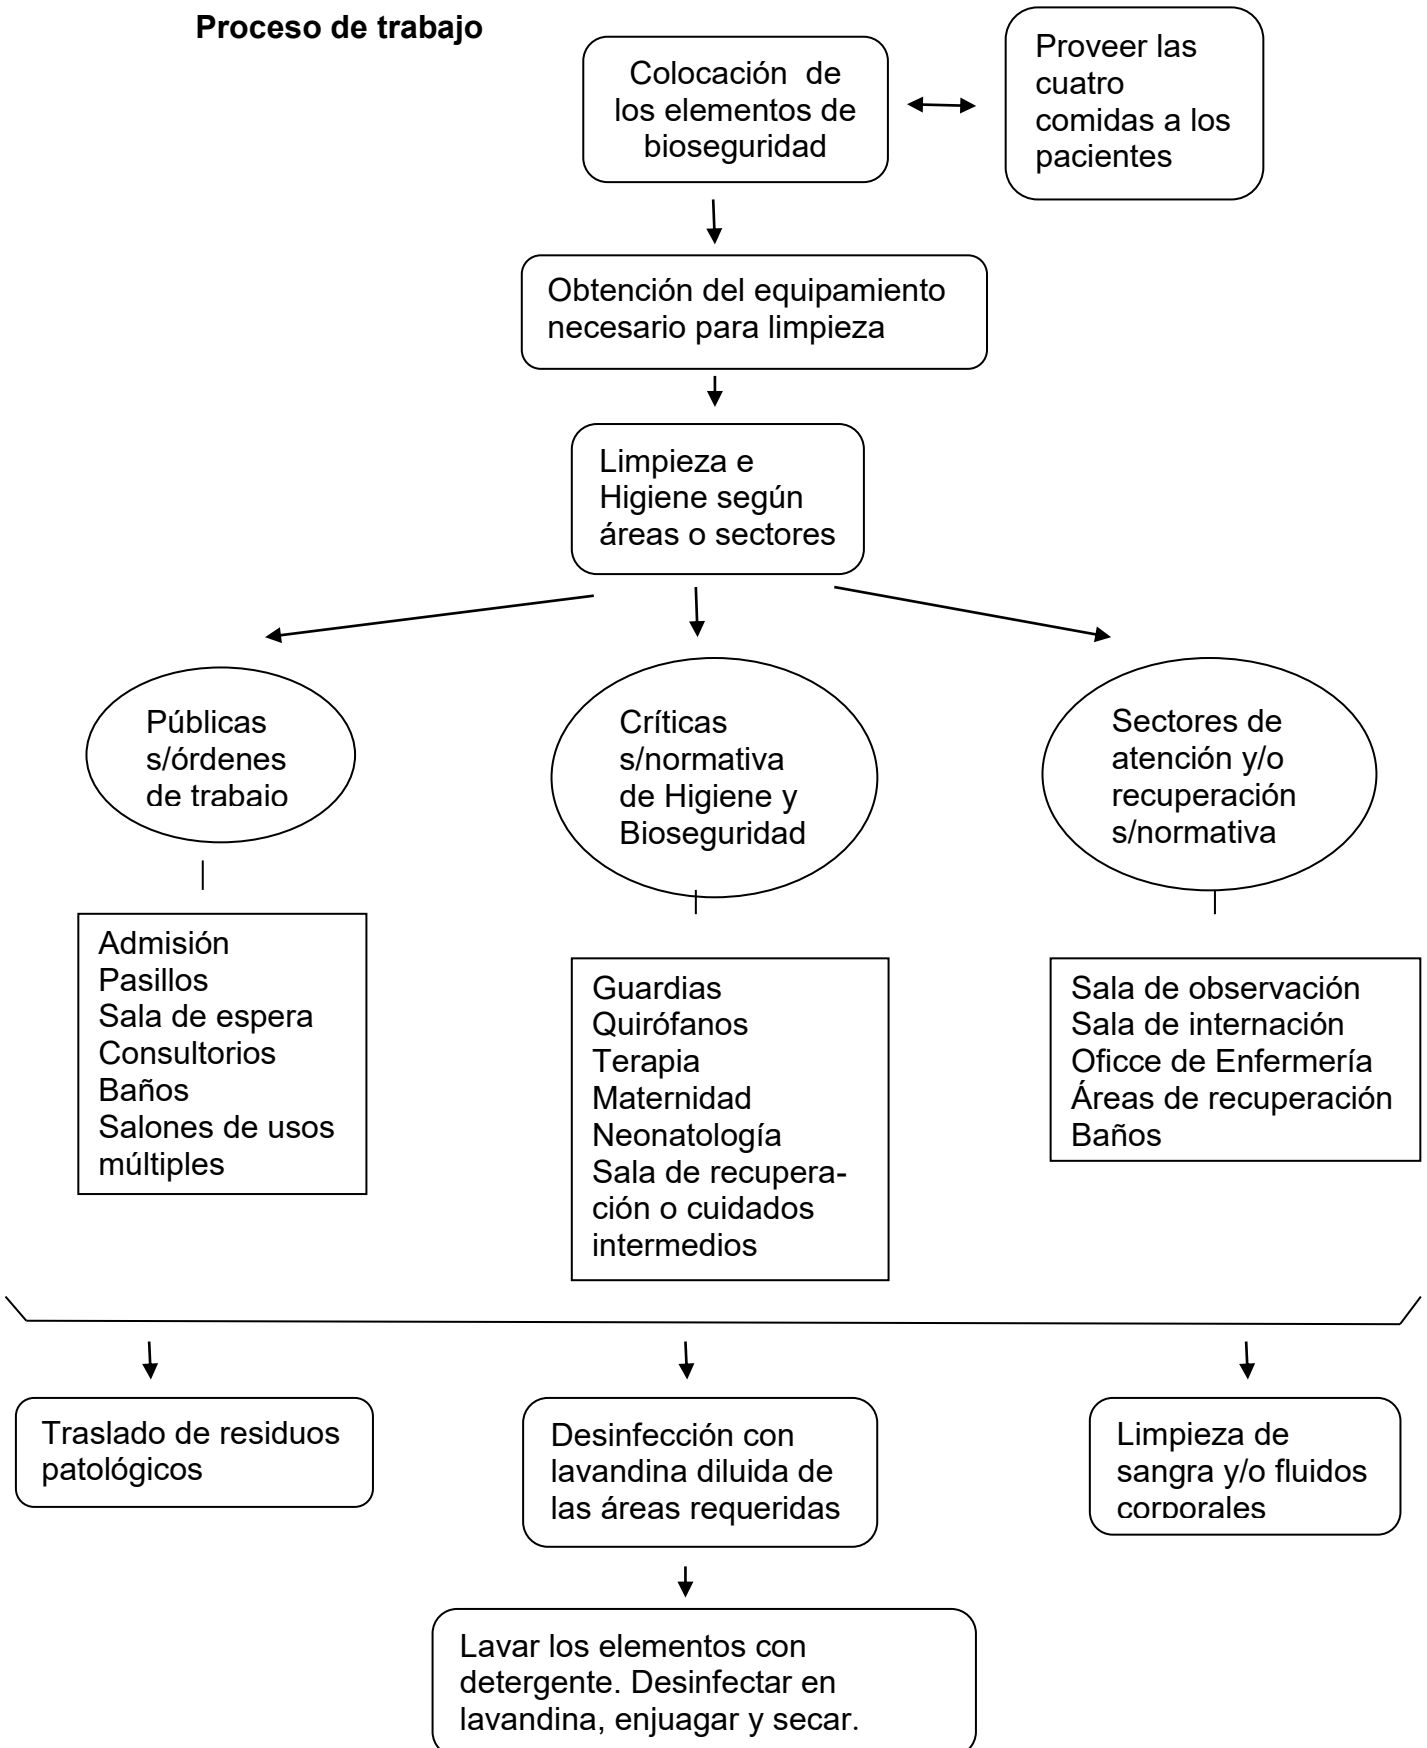 Proceso de trabajo
Colocación de
los elementos de
bioseguridad
Proveer las
cuatro
comidas a los
pacientes
Obtención del equipamiento
necesario para limpieza
Limpieza e
Higiene según
áreas o sectores
Públicas
s/órdenes
de trabajo
Críticas
s/normativa
de Higiene y
Bioseguridad
Sectores de
atención y/o
recuperación
s/normativa
Admisión
Pasillos
Sala de espera
Consultorios
Baños
Salones de usos
múltiples
Guardias
Quirófanos
Terapia
Maternidad
Neonatología
Sala de recupera-
ción o cuidados
intermedios
Sala de observación
Sala de internación
Oficce de Enfermería
Áreas de recuperación
Baños
Traslado de residuos
patológicos
Desinfección con
lavandina diluida de
las áreas requeridas
Limpieza de
sangra y/o fluidos
corporales
Lavar los elementos con
detergente. Desinfectar en
lavandina, enjuagar y secar.